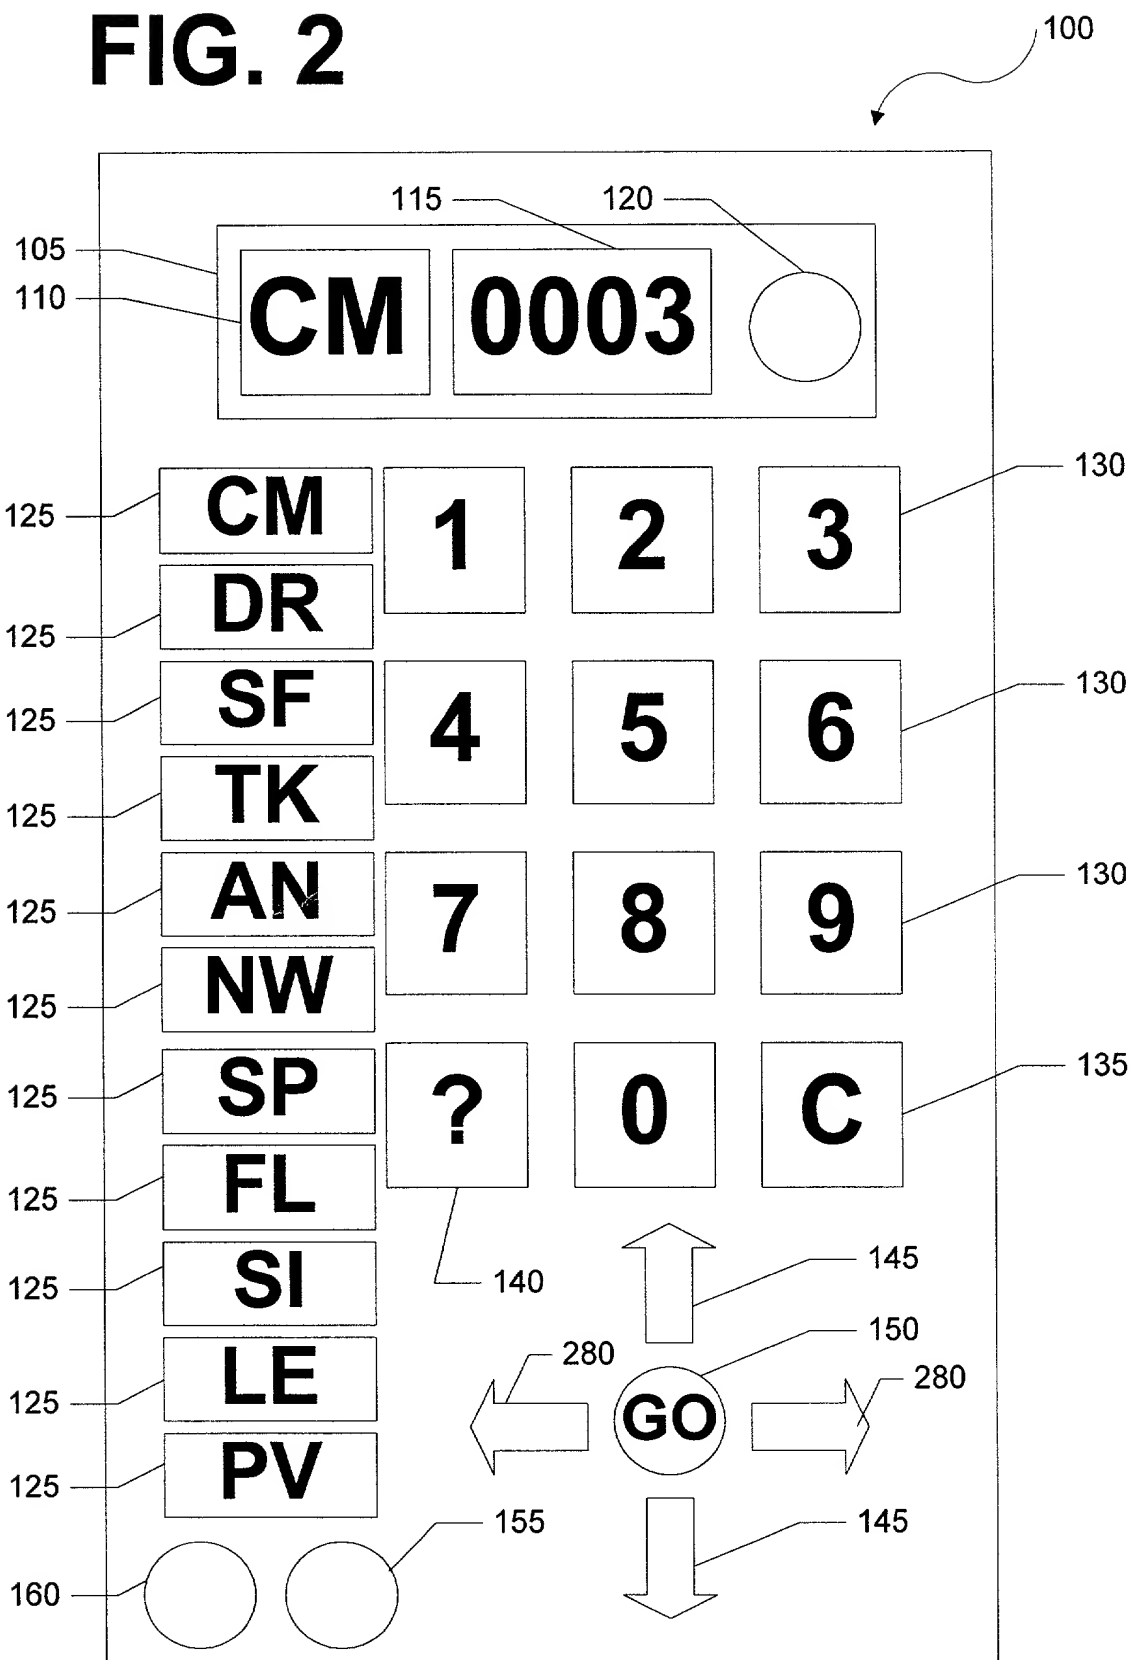 FIG. 2
100
115 120
105
110
CM 0003
125 CM 1 2 3 130
125 DR
125 SF 4 5 6 130
125 TK
125 AN 7 8 9 130
125 NW
125 SP ? 0 C 135
125 FL
125 SI 140 145
125 LE 280 150 280
GO
125 PV
155 145
160